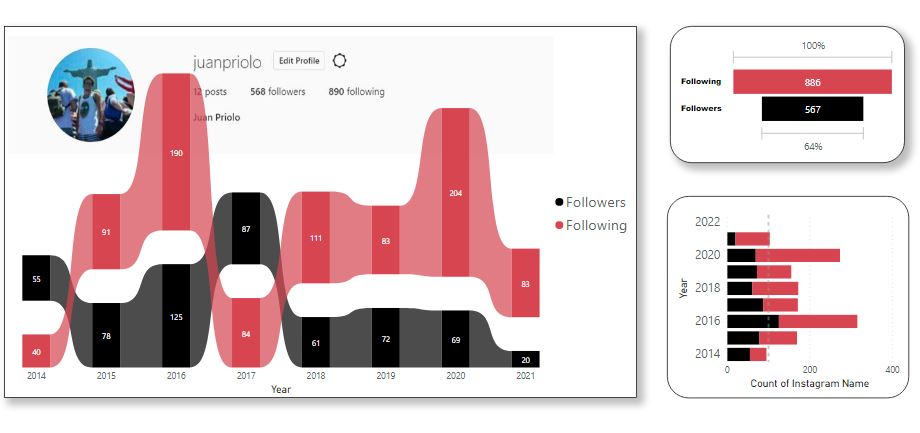 juanpriolo Edit Profile
12 posts 568 followers 890 following
Juan Priolo
190
204
91
87
111
83
83
55
125
78
84
61
72
69
40
20
2014 2015 2016 2017 2018 2019 2020 2021
Year
Followers
Following
100%
Following 886
Followers 567
64%
Year
2022
2020
2018
2016
2014
0 200 400
Count of Instagram Name